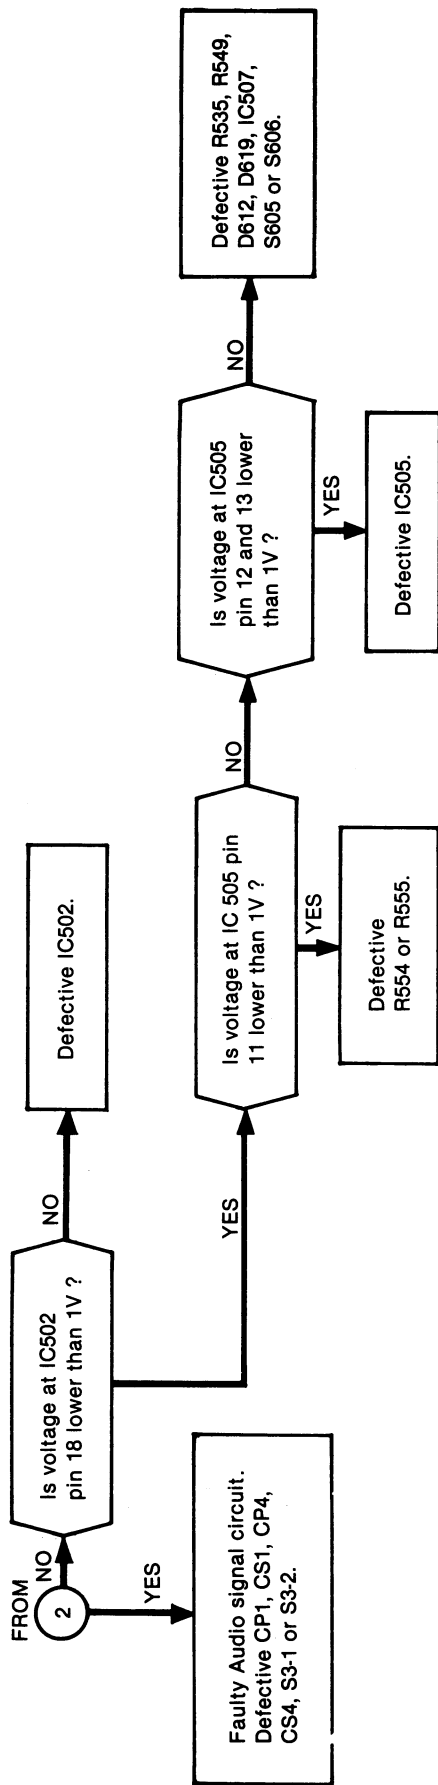 FROM
2
NO
YES
Faulty Audio signal circuit.
Defective CP1, CS1, CP4,
CS4, S3-1 or S3-2.
Is voltage at IC502
pin 18 lower than 1V ?
NO
Defective IC502.
YES
Is voltage at IC 505 pin
11 lower than 1V ?
YES
Defective
R554 or R555.
NO
Is voltage at IC505
pin 12 and 13 lower
than 1V ?
YES
Defective IC505.
NO
Defective R535, R549,
D612, D619, IC507,
S605 or S606.